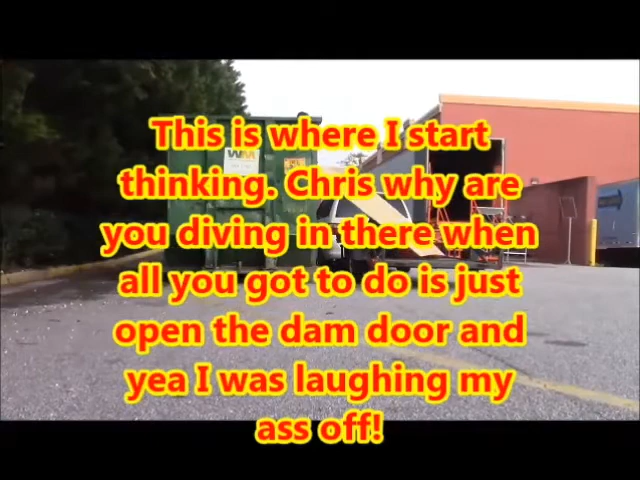 This is where I start
thinking. Chris why are
you diving in there when
all you got to do is just
open the dam door and
yea I was laughing my
ass off!
WM